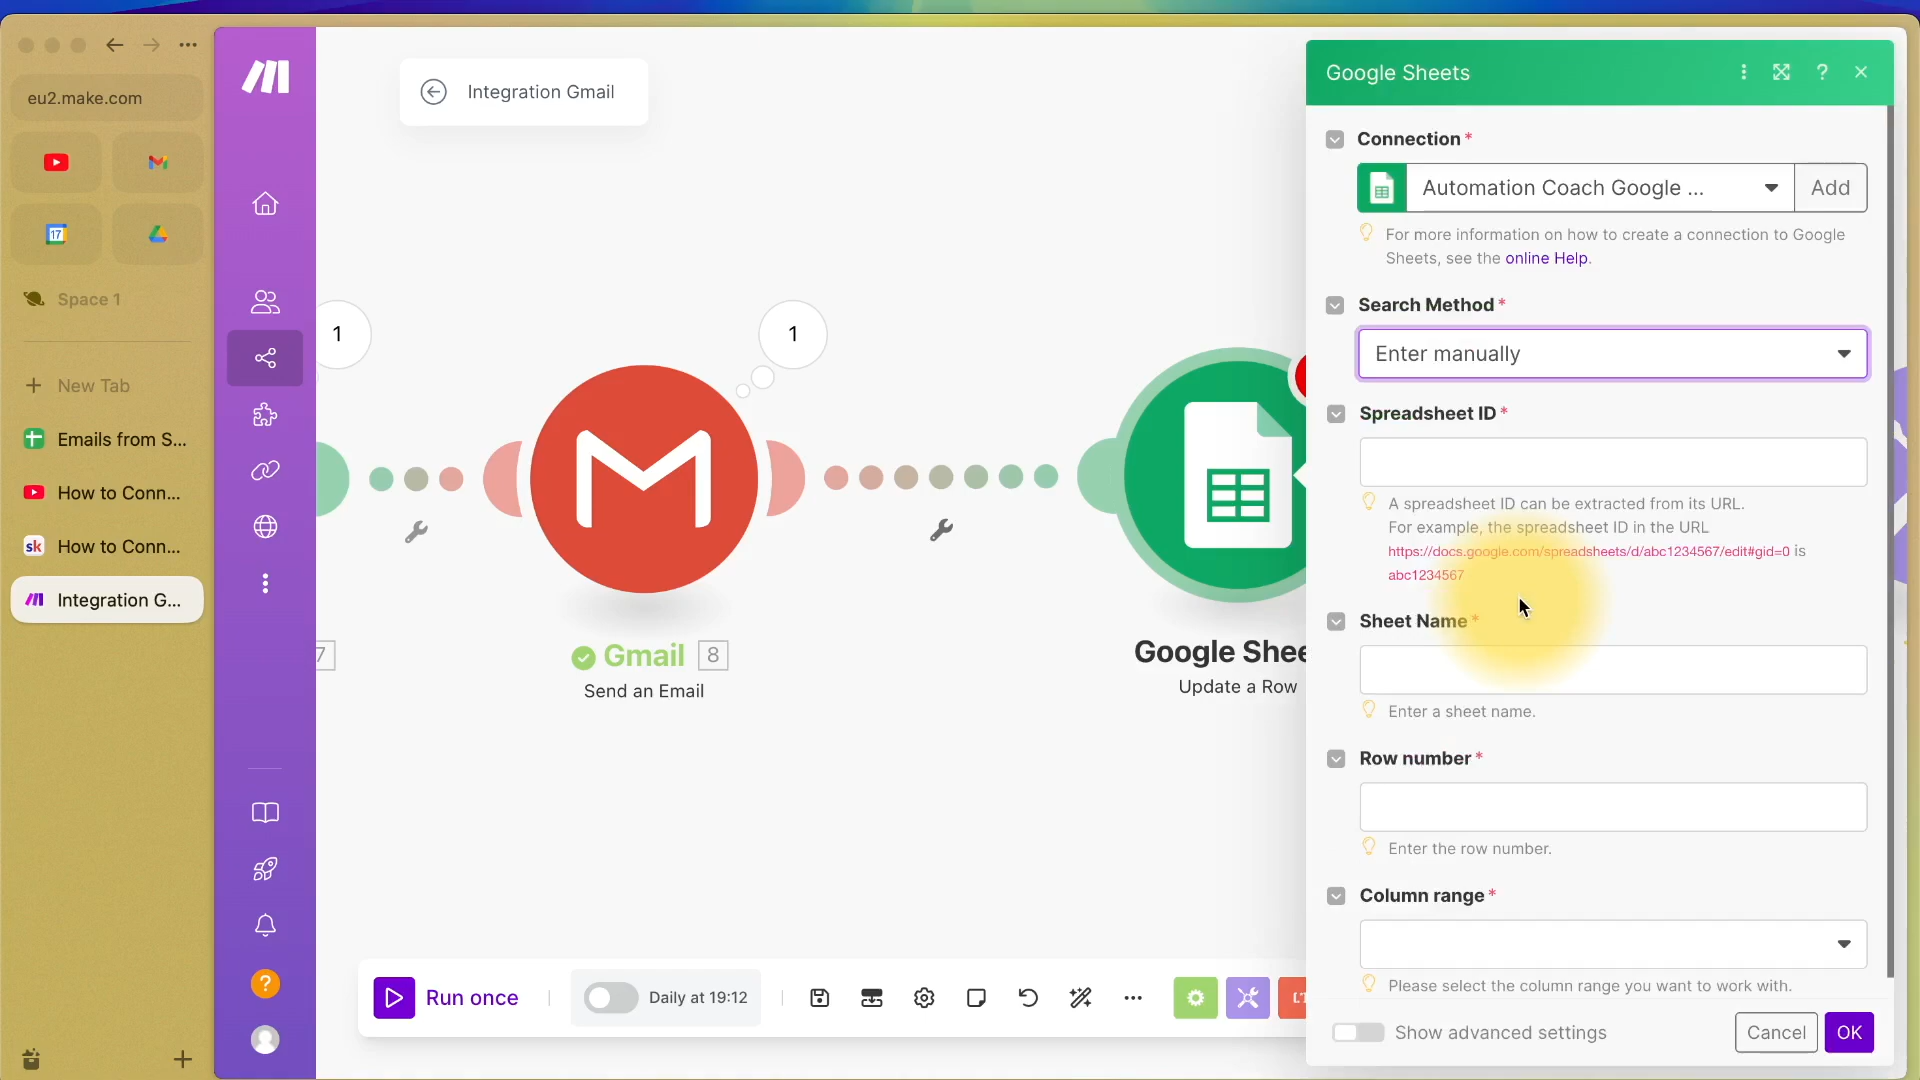 eu2.make.com
17
Space 1
New Tab
Emails from S...
How to Conn...
sk
How to Conn...
Integration G...
Integration Gmail
1
1
7
Gmail 8
Send an Email
Google Shee
Update a Row
Run once
Daily at 19:12
?
Google Sheets
?
Connection *
Automation Coach Google ...
Add
For more information on how to create a connection to Google
Sheets, see the online Help.
Search Method *
Enter manually
Spreadsheet ID *
A spreadsheet ID can be extracted from its URL.
For example, the spreadsheet ID in the URL
https://docs.google.com/spreadsheets/d/abc1234567/edit#gid=0 is
abc1234567
Sheet Name *
Enter a sheet name.
Row number *
Enter the row number.
Column range *
Please select the column range you want to work with.
Show advanced settings
Cancel
OK